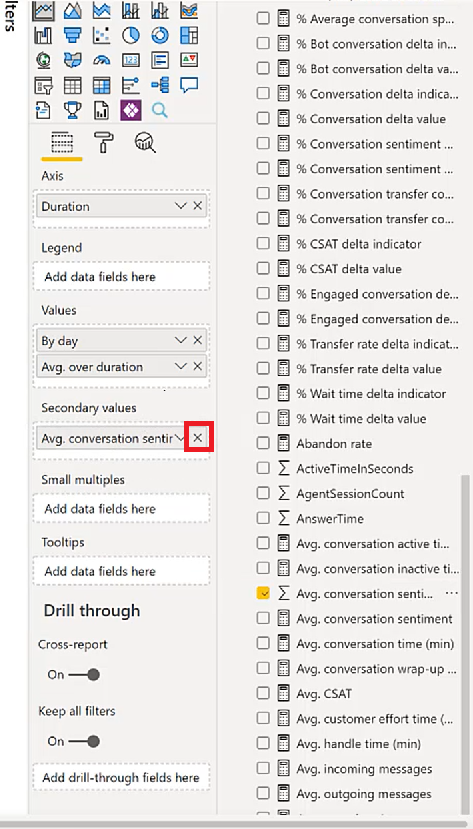 lters
123
Axis
Duration
Legend
Add data fields here
Values
By day
Avg. over duration
Secondary values
Avg. conversation sentir
Small multiples
Add data fields here
Tooltips
Add data fields here
Drill through
Cross-report
On
Keep all filters
On
Add drill-through fields here
% Average conversation sp...
% Bot conversation delta in...
% Bot conversation delta va...
% Conversation delta indica...
% Conversation delta value
% Conversation sentiment ...
% Conversation sentiment ...
% Conversation transfer co...
% Conversation transfer co...
% CSAT delta indicator
% CSAT delta value
% Engaged conversation de...
% Engaged conversation de...
% Transfer rate delta indicat...
% Transfer rate delta value
% Wait time delta indicator
% Wait time delta value
Abandon rate
ActiveTimeInSeconds
AgentSessionCount
AnswerTime
Avg. conversation active ti...
Avg. conversation inactive ti...
Avg. conversation senti... ...
Avg. conversation sentiment
Avg. conversation time (min)
Avg. conversation wrap-up ...
Avg. CSAT
Avg. customer effort time (...
Avg. handle time (min)
Avg. incoming messages
Avg. outgoing messages